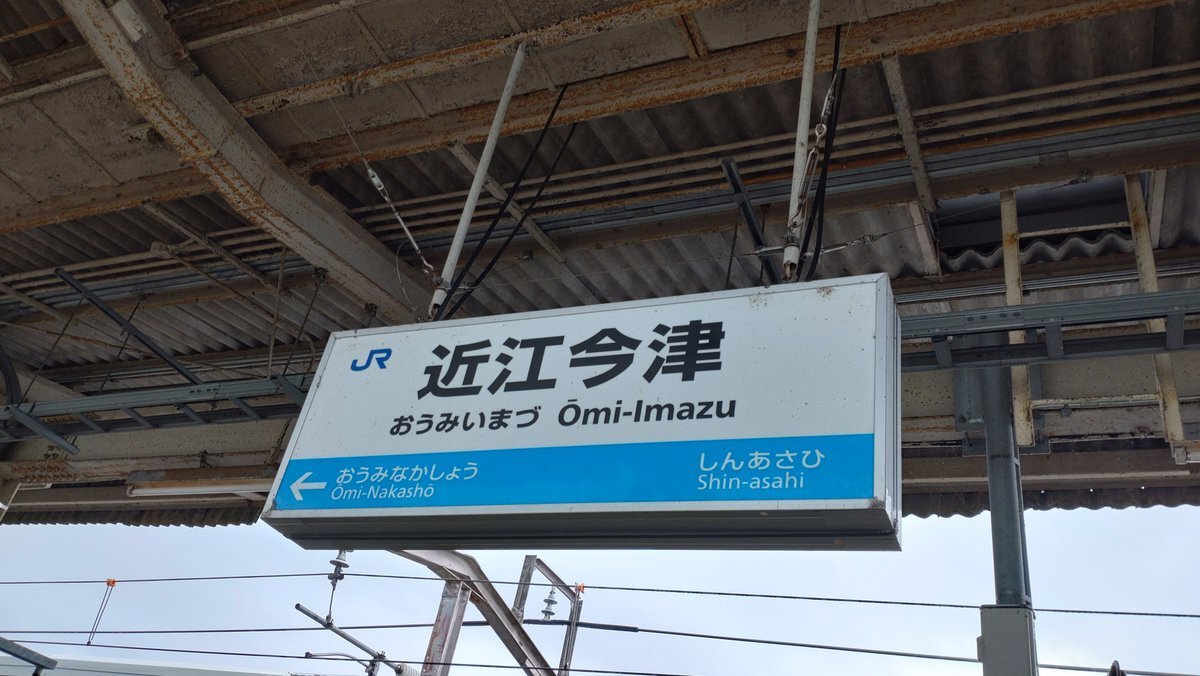 JR 近江今津
おうみいまづ Ōmi-Imazu
← おうみなかしょう しんあさひ
Ōmi-Nakashō Shin-asahi